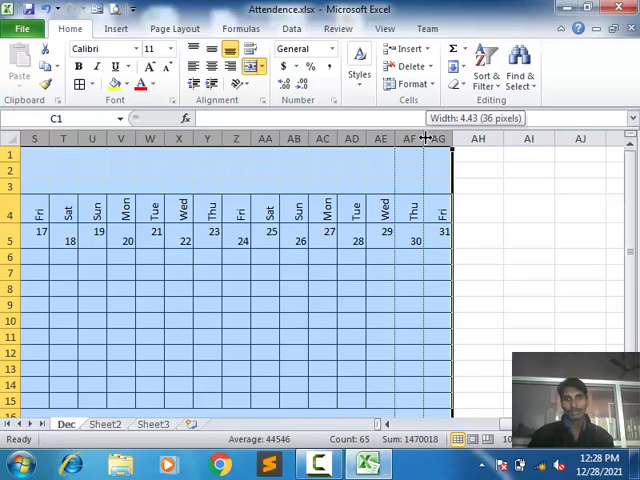 Attendence.xlsx - Microsoft Excel
File Home Insert Page Layout Formulas Data Review View
Calibri 11 General Insert Σ
Paste B I U A A $ % , Styles Delete Sort & Filter Find & Select
Format
Clipboard Font Alignment Number Cells Editing
C1 fx Width: 4.43 (36 pixels)
S T U V W X Y Z AA AB AC AD AE AF AG AH AI AJ
1
2
3
4 Fri Sat Sun Mon Tue Wed Thu Fri Sat Sun Mon Tue Wed Thu Fri
5 17 18 19 20 21 22 23 24 25 26 27 28 29 30 31
6
7
8
9
10
11
12
13
14
15
16
Dec Sheet2 Sheet3
Ready Average: 44546 Count: 65 Sum: 1470018 10
12:28 PM
12/28/2021